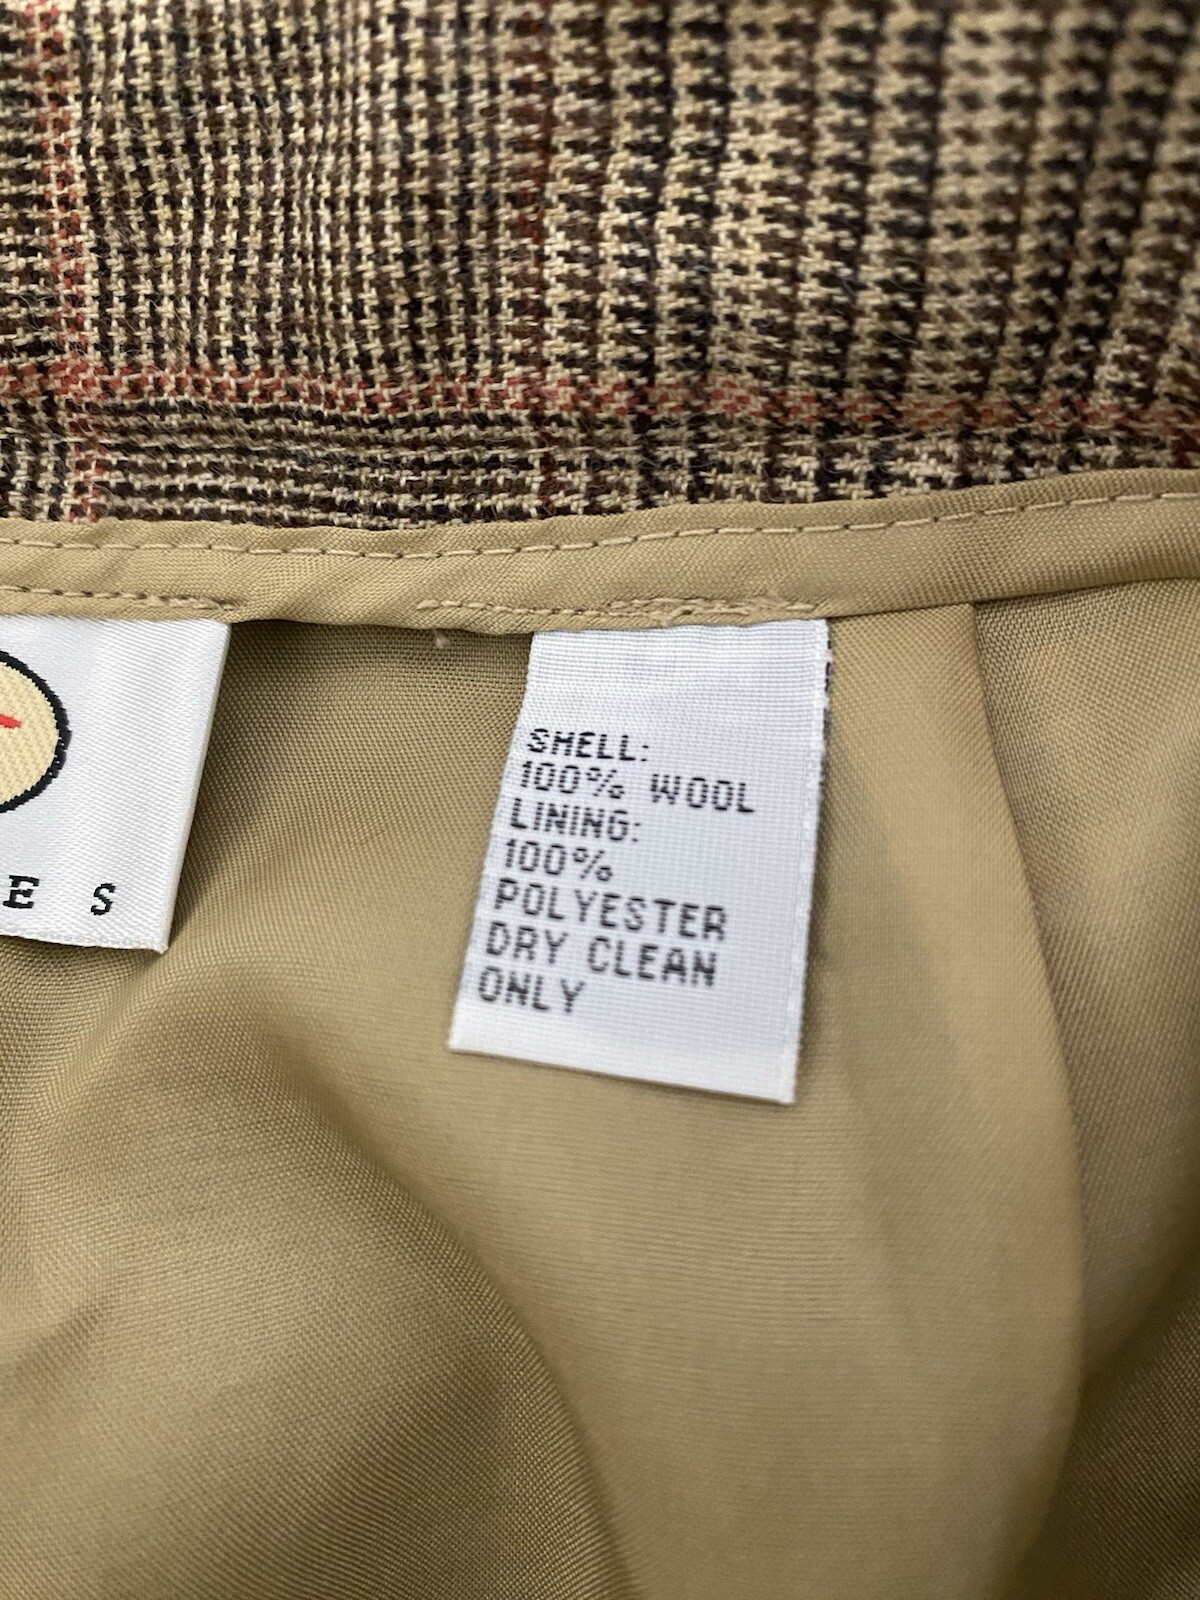 E S
SHELL:
100% WOOL
LINING:
100%
POLYESTER
DRY CLEAN
ONLY